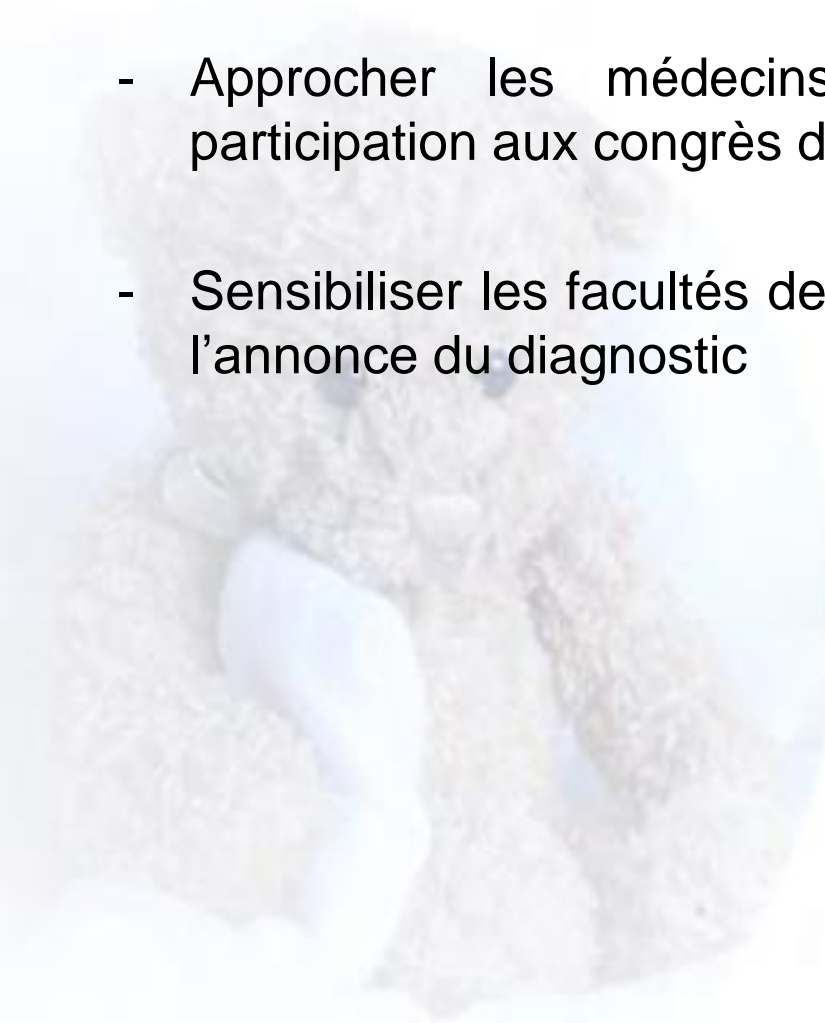 - Approcher les médecins
participation aux congrès d
- Sensibiliser les facultés de
l’annonce du diagnostic